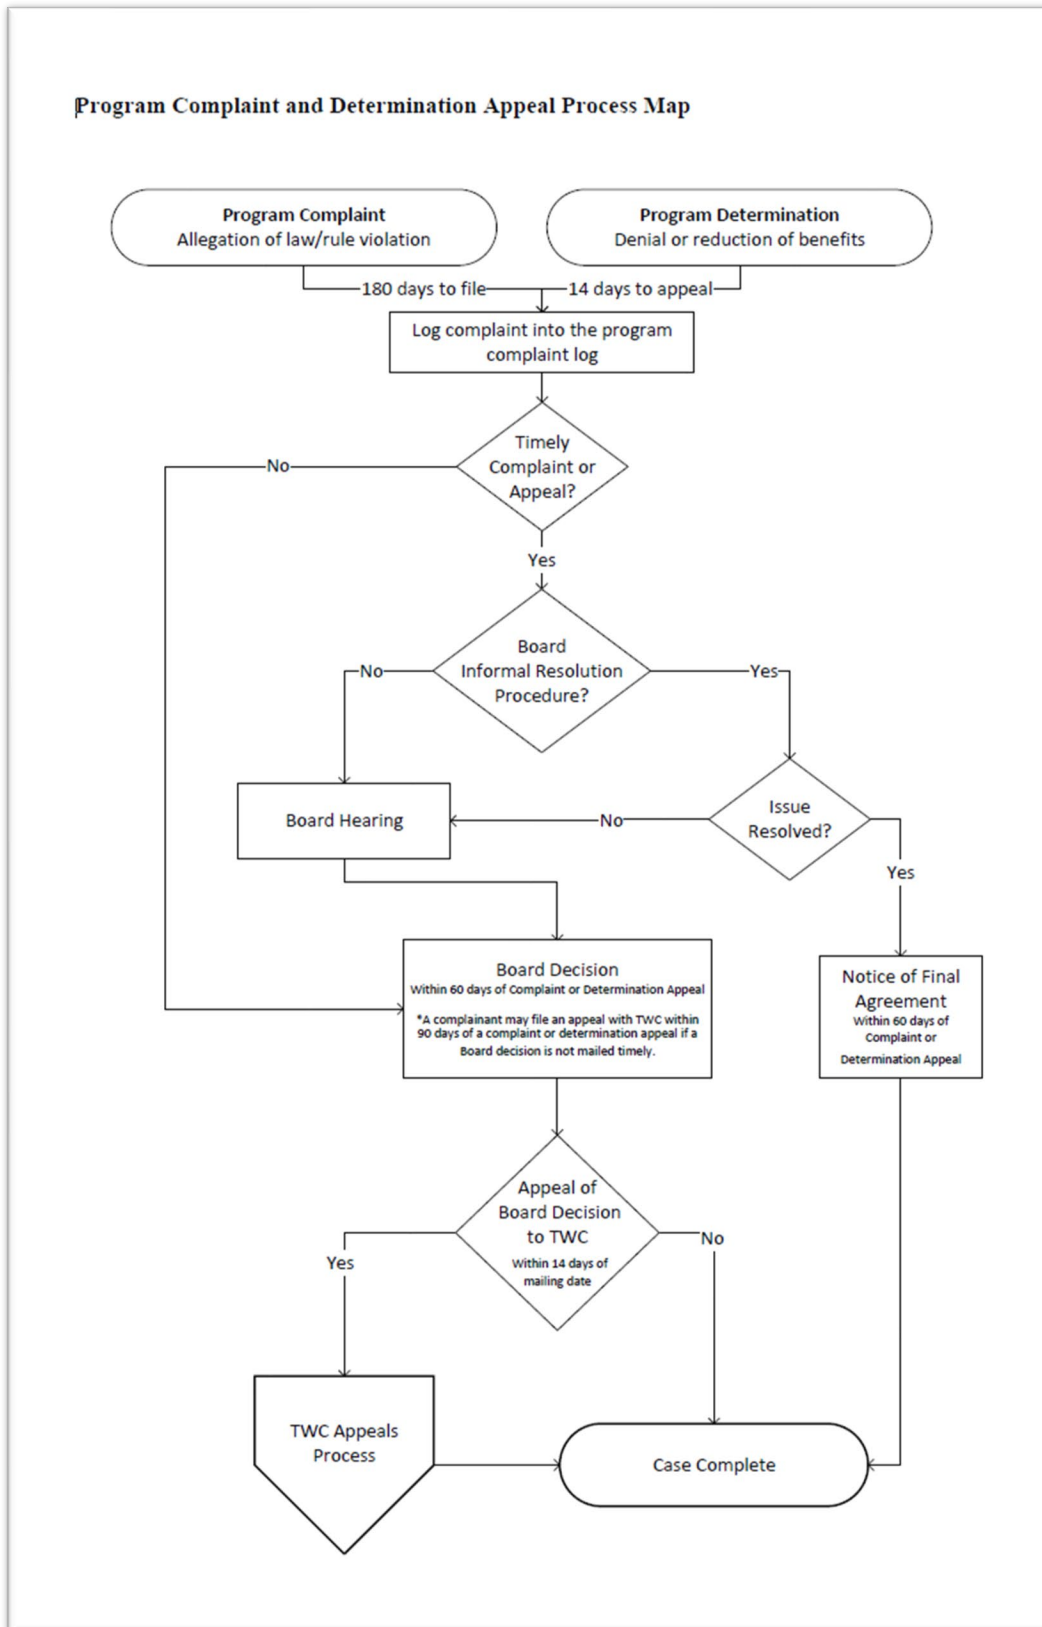 Program Complaint and Determination Appeal Process Map
Program Complaint
Allegation of law/rule violation
Program Determination
Denial or reduction of benefits
180 days to file
14 days to appeal
Log complaint into the program
complaint log
Timely
Complaint or
Appeal?
No
Yes
Board
Informal Resolution
Procedure?
No
Yes
Board Hearing
No
Issue
Resolved?
Yes
Board Decision
Within 60 days of Complaint or Determination Appeal
*A complainant may file an appeal with TWC within
90 days of a complaint or determination appeal if a
Board decision is not mailed timely.
Notice of Final
Agreement
Within 60 days of
Complaint or
Determination Appeal
Appeal of
Board Decision
to TWC
Within 14 days of
mailing date
Yes
No
TWC Appeals
Process
Case Complete